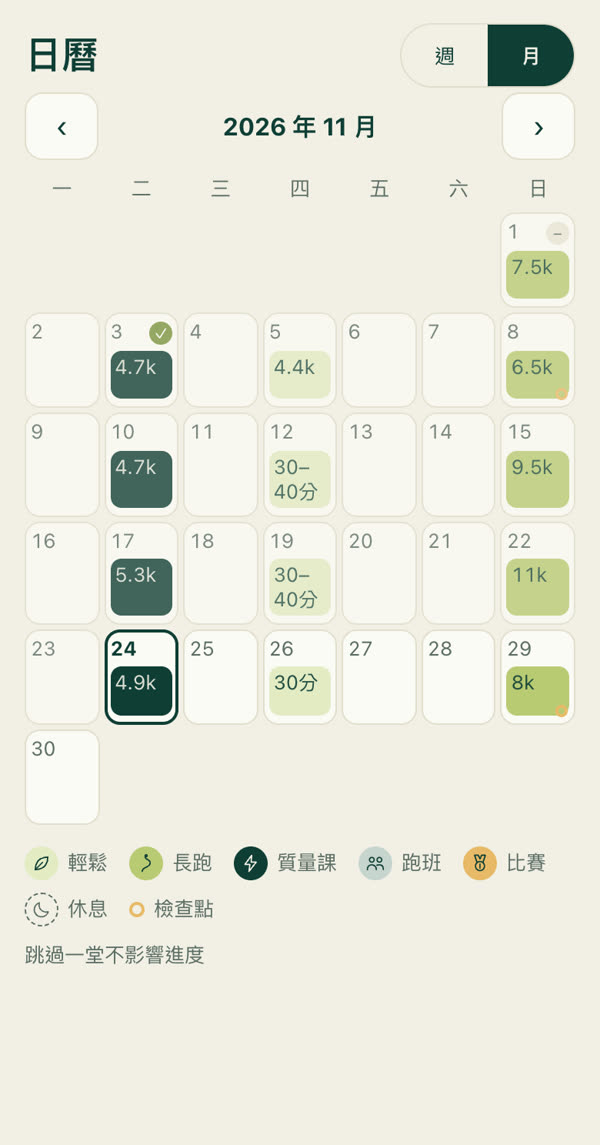 日曆
週 月
‹ 2026 年 11 月 ›
一 二 三 四 五 六 日
1 –
7.5k
2 3 4 5 6 7 8
4.7k 4.4k 6.5k
9 10 11 12 13 14 15
4.7k 30–
40分 9.5k
16 17 18 19 20 21 22
5.3k 30–
40分 11k
23 24 25 26 27 28 29
4.9k 30分 8k
30
輕鬆 長跑 質量課 跑班 比賽
休息 檢查點
跳過一堂不影響進度